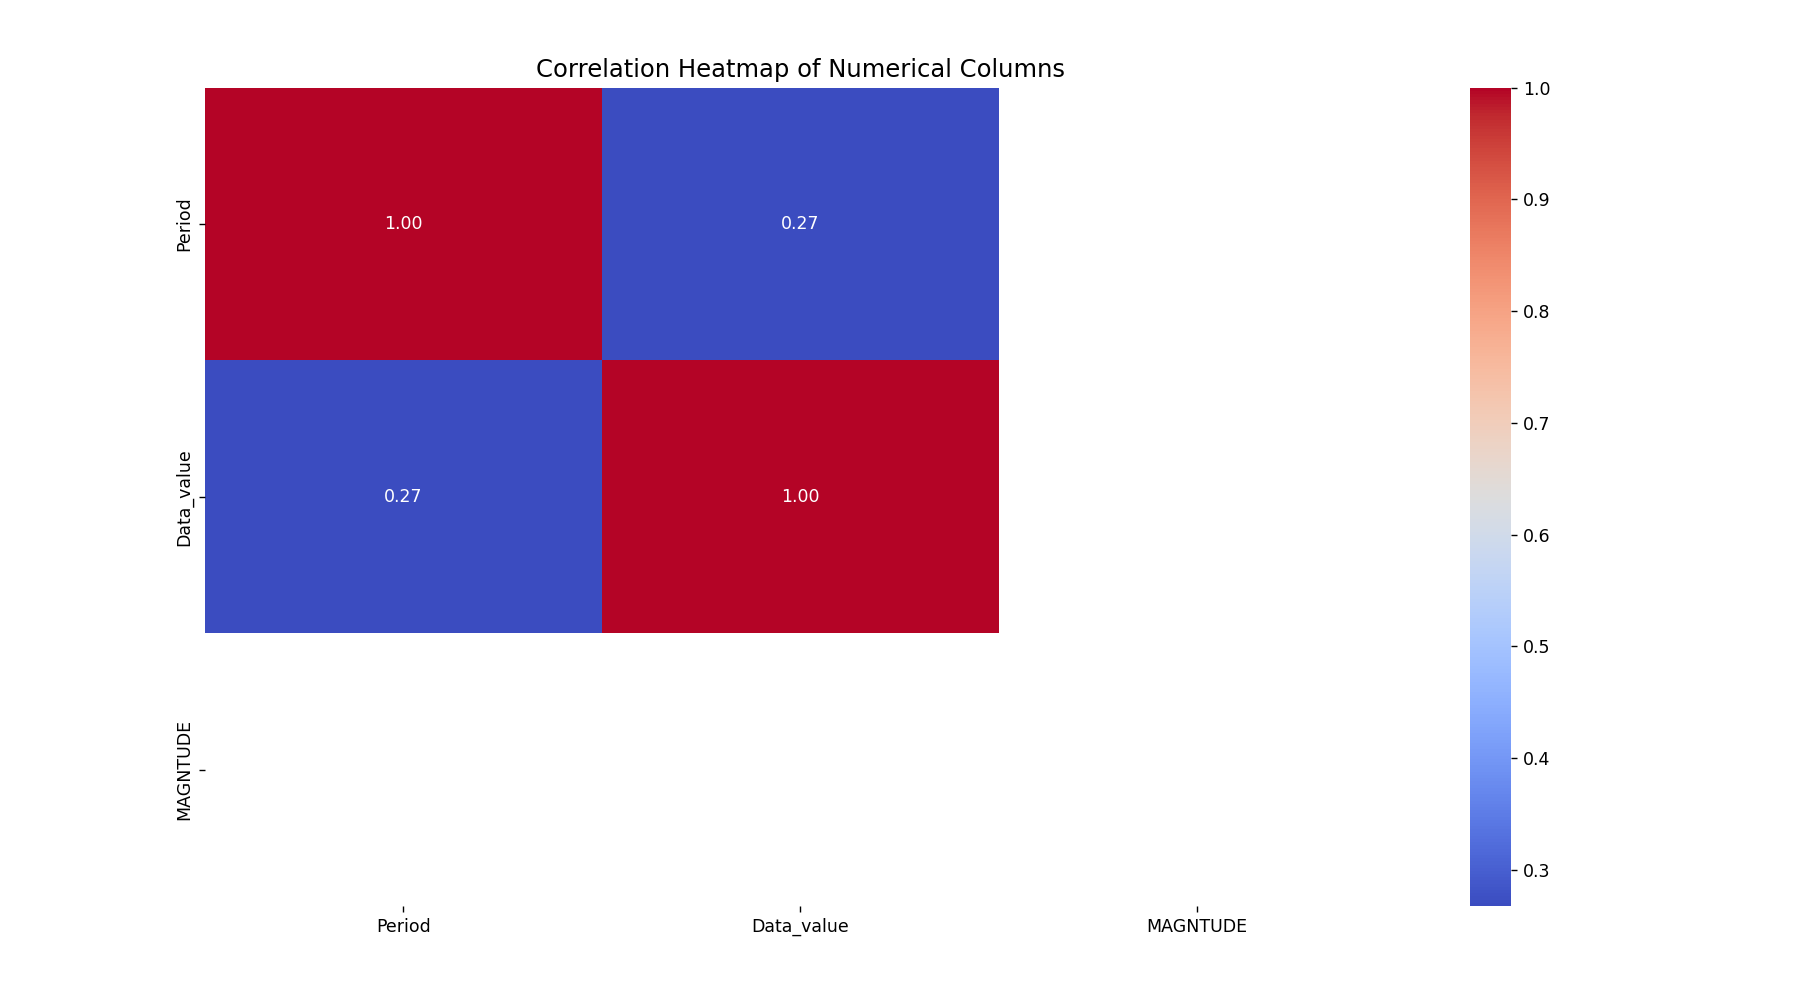 Correlation Heatmap of Numerical Columns
Period
Data_value
MAGNTUDE
1.00
0.27
0.27
1.00
Period
Data_value
MAGNTUDE
1.0
0.9
0.8
0.7
0.6
0.5
0.4
0.3